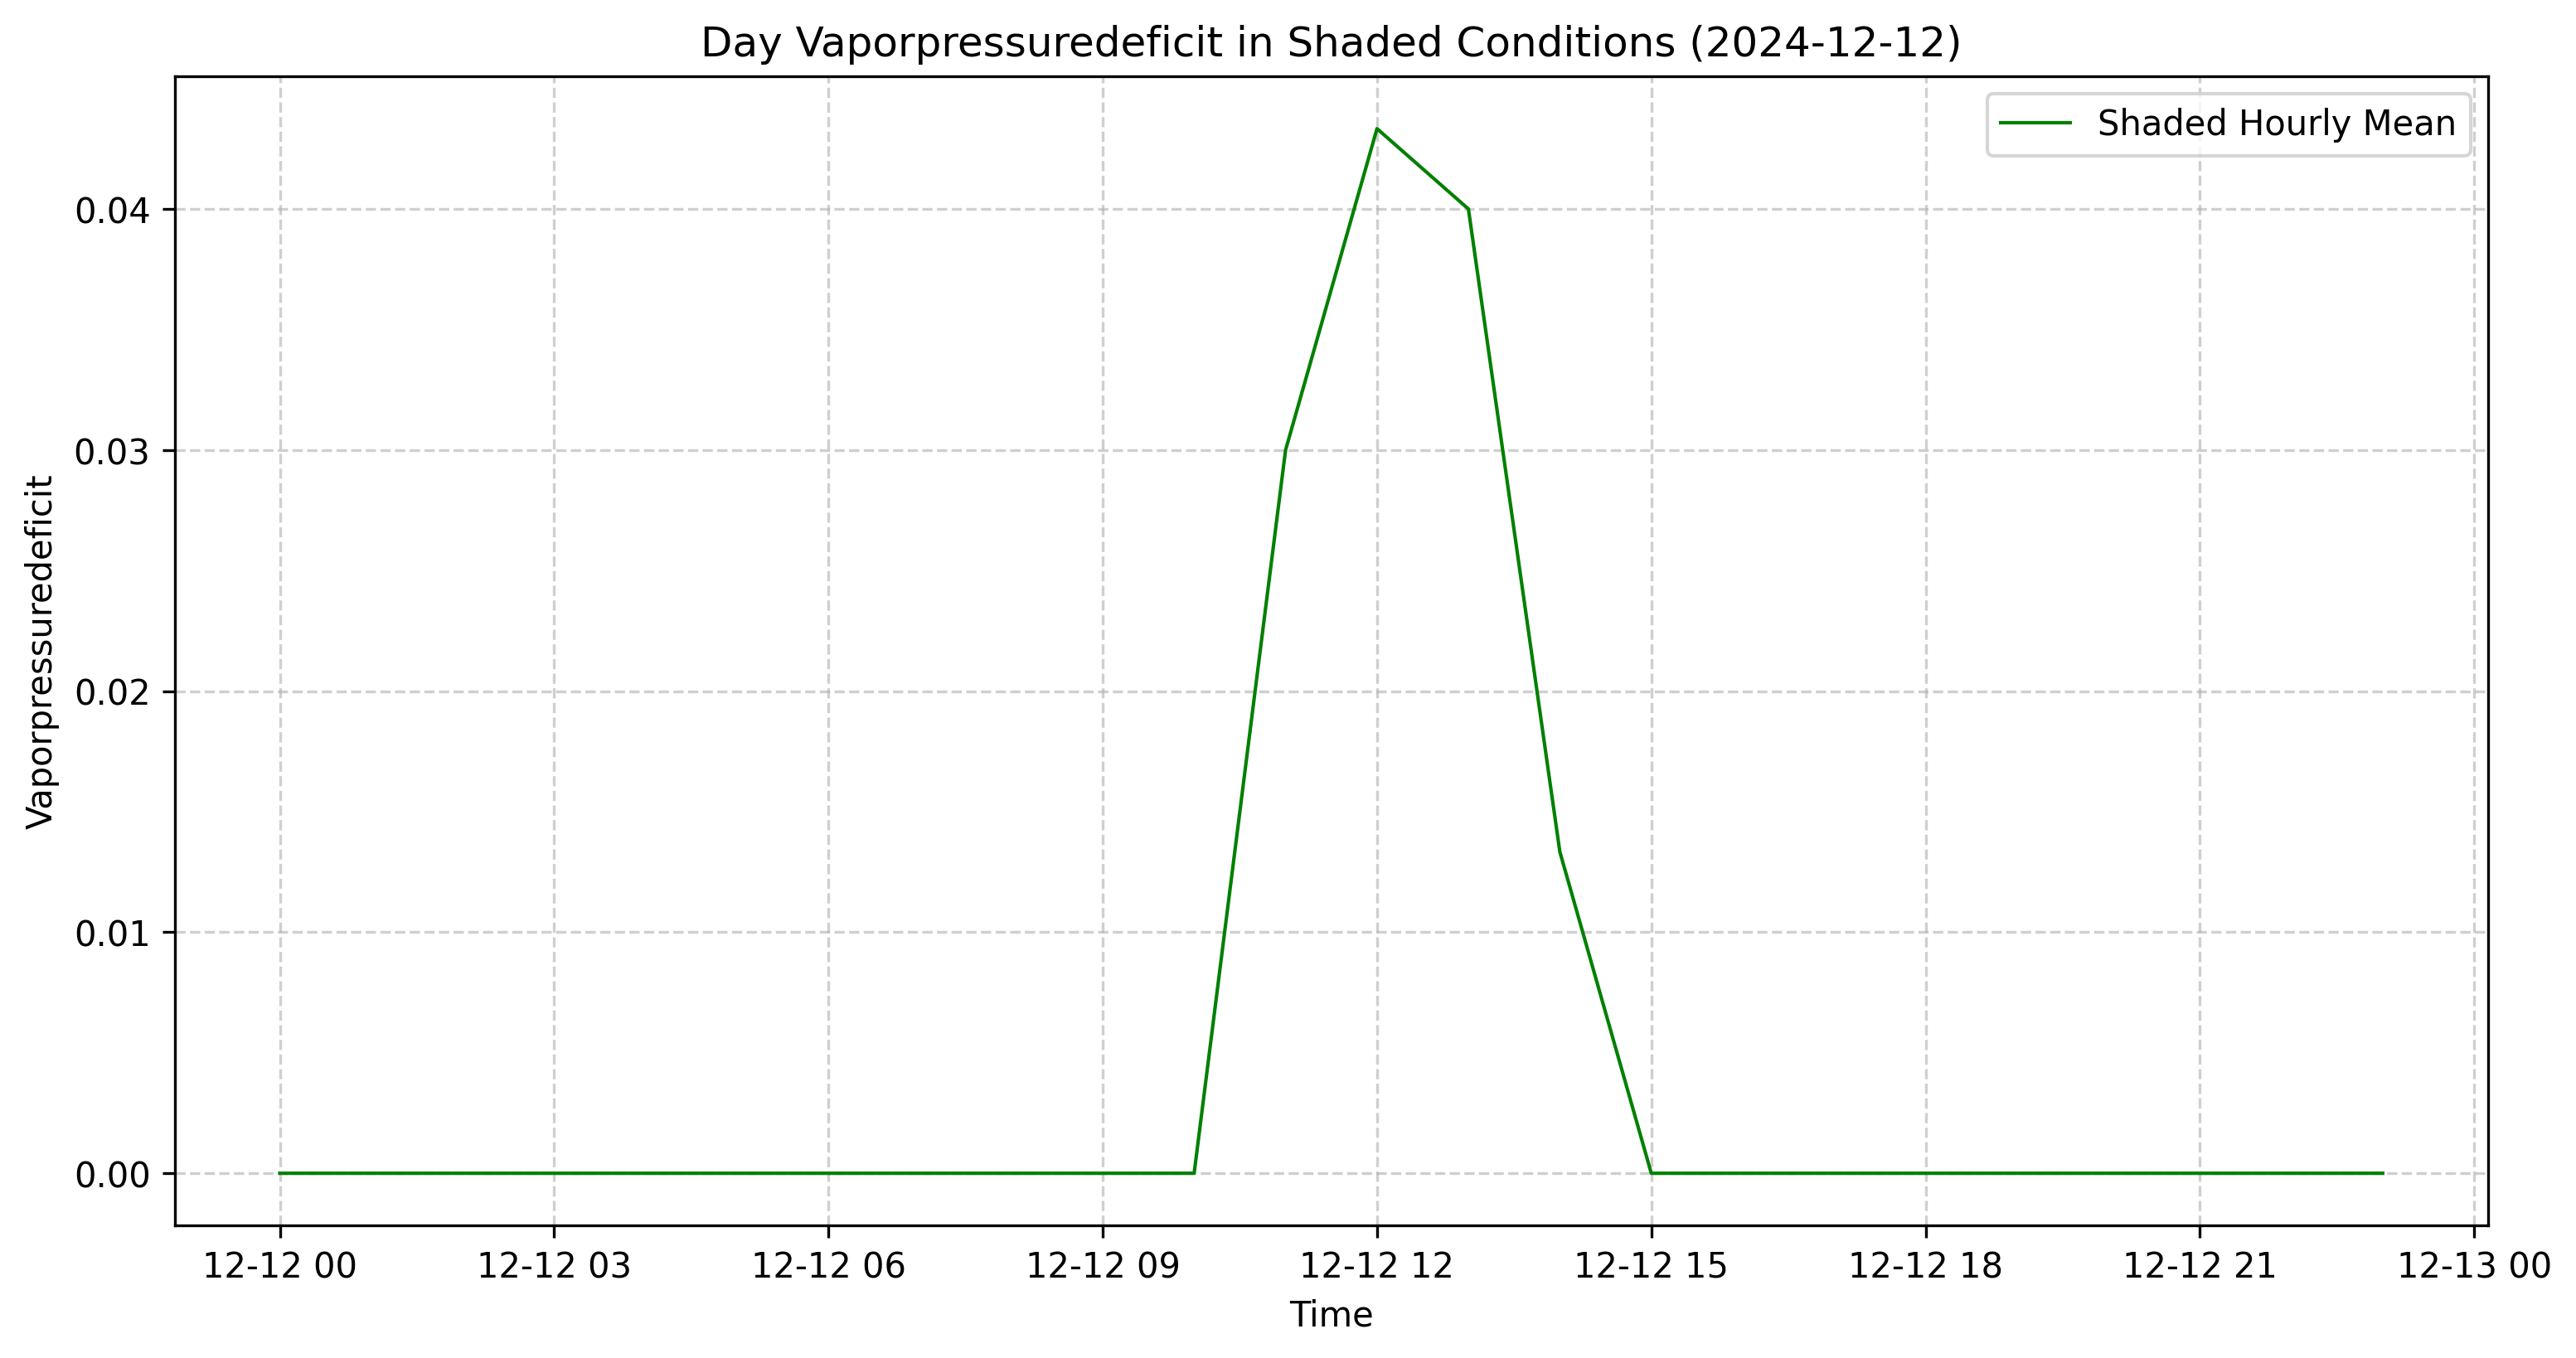 Day Vaporpressuredeficit in Shaded Conditions (2024-12-12)
Shaded Hourly Mean
Vaporpressuredeficit
0.04
0.03
0.02
0.01
0.00
12-12 00 12-12 03 12-12 06 12-12 09 12-12 12 12-12 15 12-12 18 12-12 21 12-13 00
Time